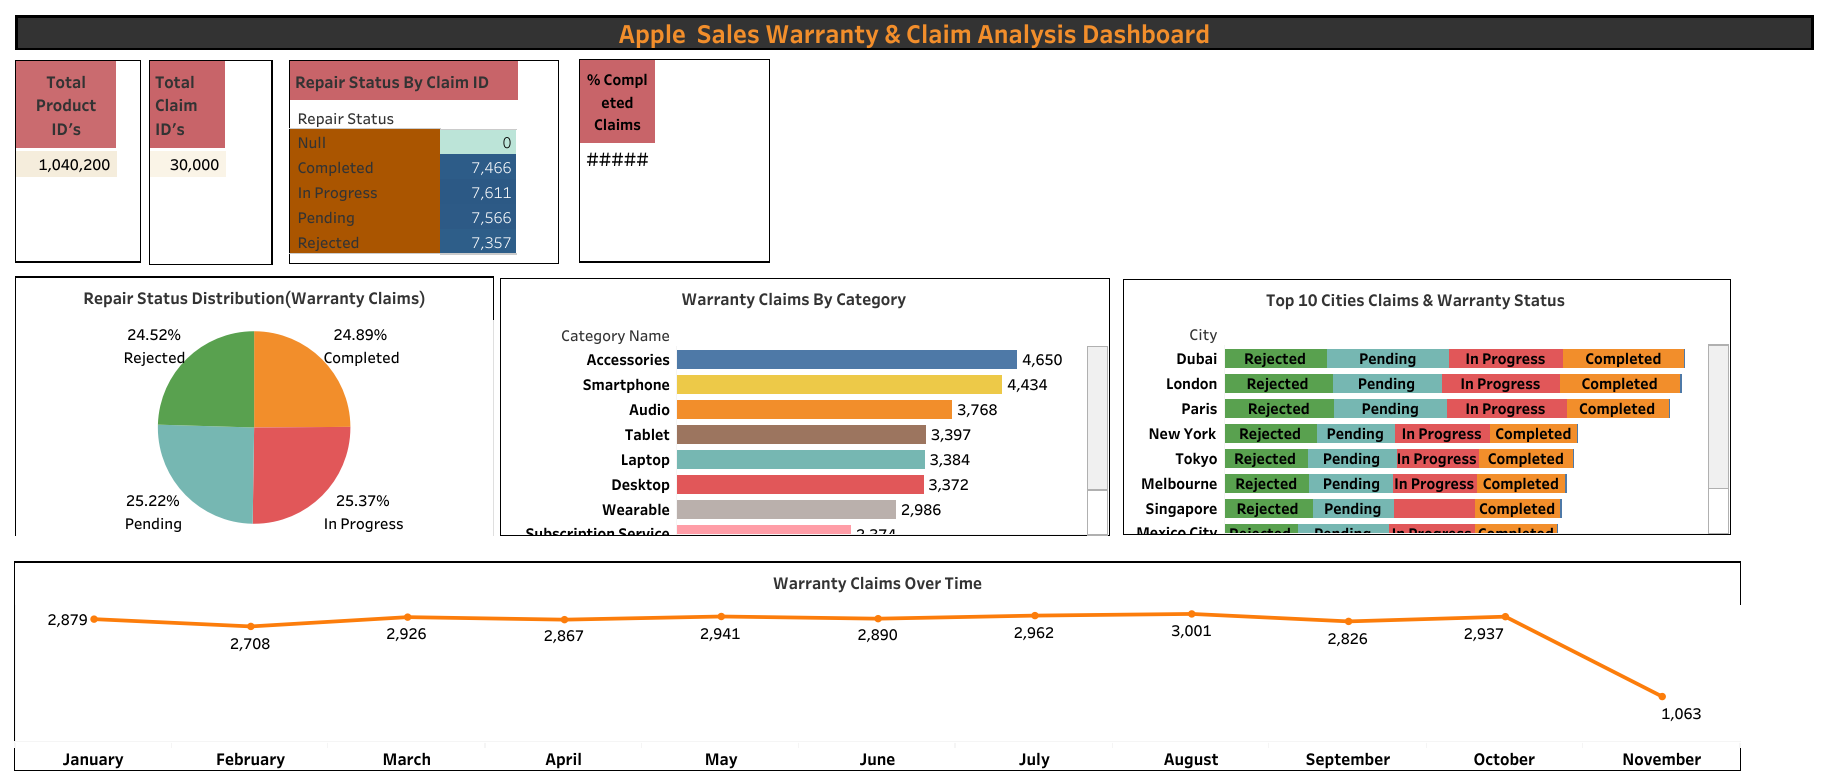 Apple  Sales Warranty & Claim Analysis Dashboard
Total
Product
ID's
1,040,200
Total
Claim
ID's
30,000
Repair Status By Claim ID
Repair Status
Null 0
Completed 7,466
In Progress 7,611
Pending 7,566
Rejected 7,357
% Compl
eted
Claims
#####
Repair Status Distribution(Warranty Claims)
24.52%
Rejected
24.89%
Completed
25.22%
Pending
25.37%
In Progress
Warranty Claims By Category
Category Name
Accessories 4,650
Smartphone 4,434
Audio 3,768
Tablet 3,397
Laptop 3,384
Desktop 3,372
Wearable 2,986
Subscription Service 2,374
Top 10 Cities Claims & Warranty Status
City
Dubai Rejected Pending In Progress Completed
London Rejected Pending In Progress Completed
Paris Rejected Pending In Progress Completed
New York Rejected Pending In Progress Completed
Tokyo Rejected Pending In Progress Completed
Melbourne Rejected Pending In Progress Completed
Singapore Rejected Pending Completed
Mexico City Rejected Pending In Progress Completed
Warranty Claims Over Time
2,879 2,708 2,926 2,867 2,941 2,890 2,962 3,001 2,826 2,937 1,063
January February March April May June July August September October November